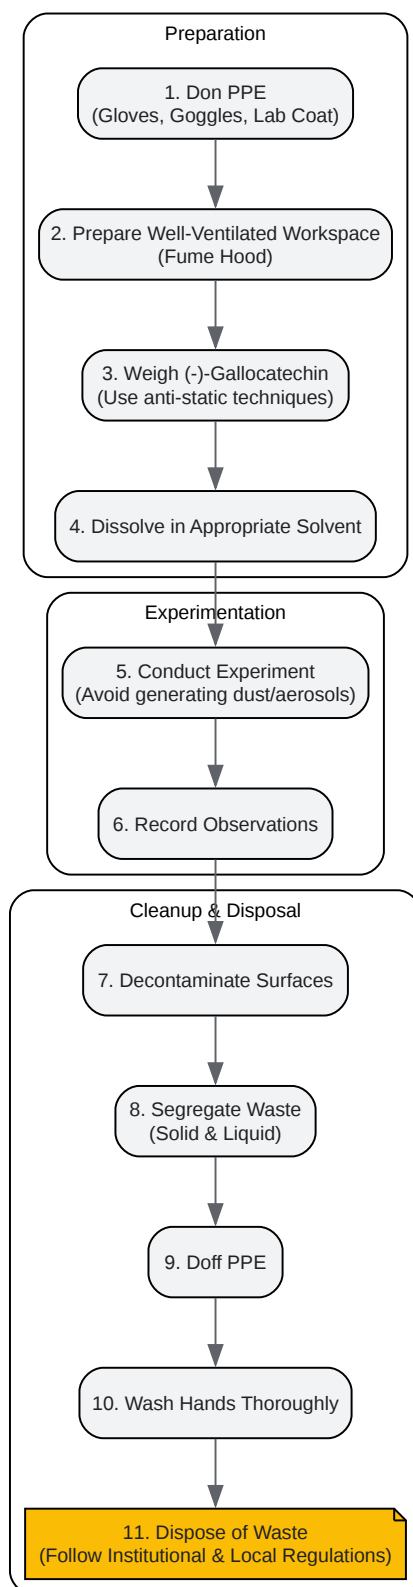 Preparation
1. Don PPE
(Gloves, Goggles, Lab Coat)
2. Prepare Well-Ventilated Workspace
(Fume Hood)
3. Weigh (-)-Gallocatechin
(Use anti-static techniques)
4. Dissolve in Appropriate Solvent
Experimentation
5. Conduct Experiment
(Avoid generating dust/aerosols)
6. Record Observations
Cleanup & Disposal
7. Decontaminate Surfaces
8. Segregate Waste
(Solid & Liquid)
9. Doff PPE
10. Wash Hands Thoroughly
11. Dispose of Waste
(Follow Institutional & Local Regulations)